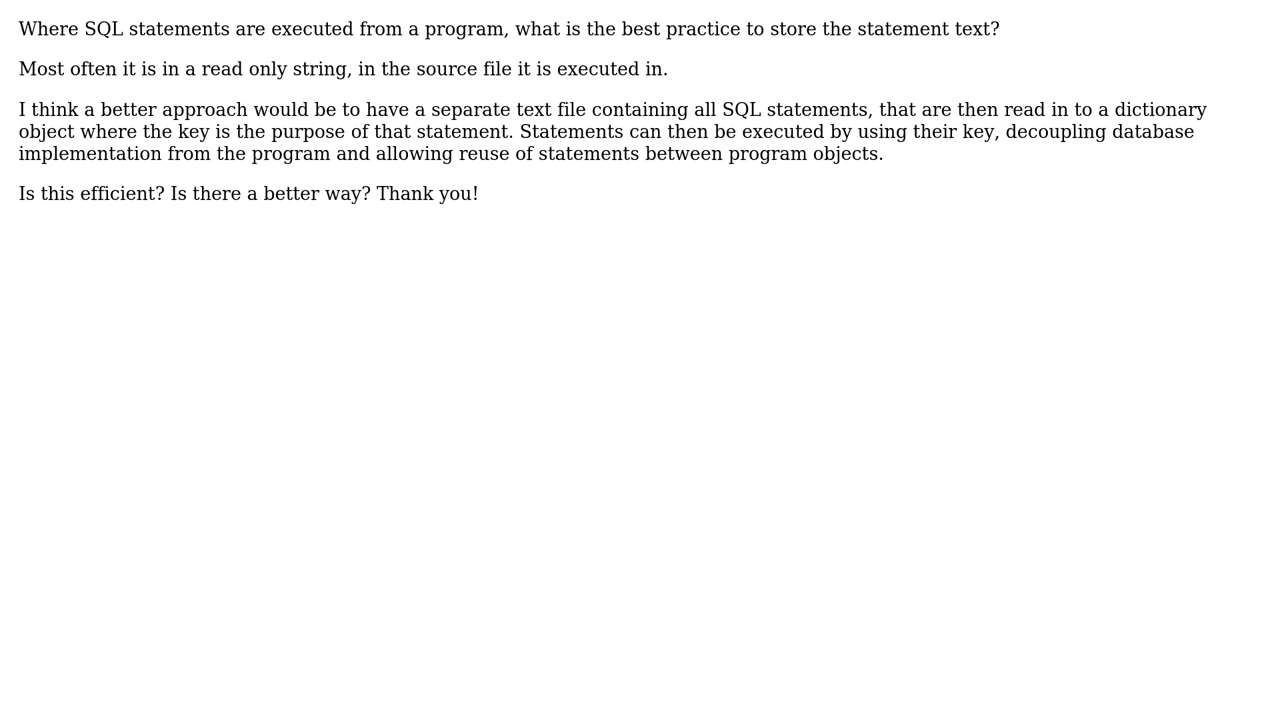 Where SQL statements are executed from a program, what is the best practice to store the statement text?
Most often it is in a read only string, in the source file it is executed in.
I think a better approach would be to have a separate text file containing all SQL statements, that are then read in to a dictionary
object where the key is the purpose of that statement. Statements can then be executed by using their key, decoupling database
implementation from the program and allowing reuse of statements between program objects.
Is this efficient? Is there a better way? Thank you!